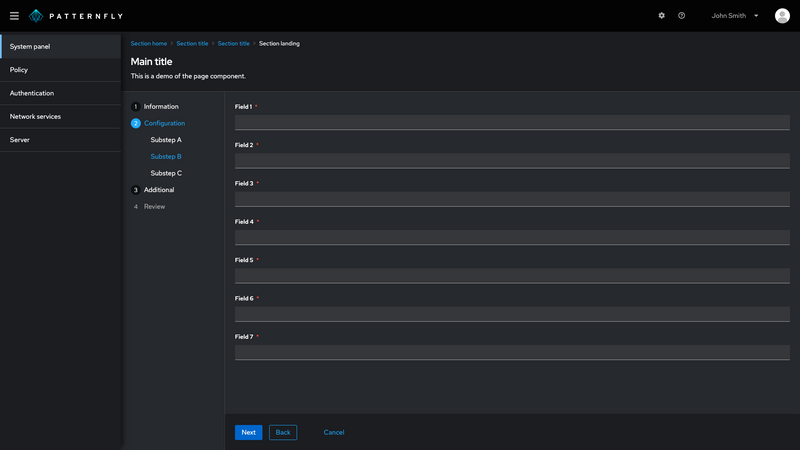 PATTERNFLY
John Smith
System panel
Policy
Authentication
Network services
Server
Section home > Section title > Section title > Section landing
Main title
This is a demo of the page component.
1 Information
2 Configuration
Substep A
Substep B
Substep C
3 Additional
4 Review
Field 1 *
Field 2 *
Field 3 *
Field 4 *
Field 5 *
Field 6 *
Field 7 *
Next Back Cancel